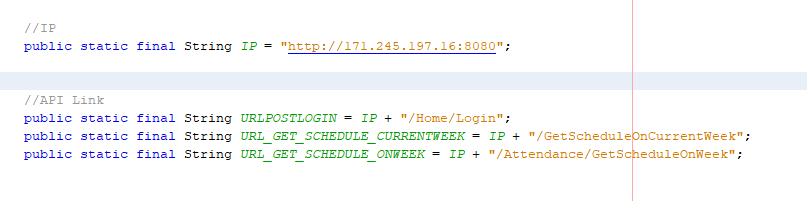 //IP
public static final String IP = "http://171.245.197.16:8080";
//API Link
public static final String URLPOSTLOGIN = IP + "/Home/Login";
public static final String URL_GET_SCHEDULE_CURRENTWEEK = IP + "/GetScheduleOnCurrentWeek";
public static final String URL_GET_SCHEDULE_ONWEEK = IP + "/Attendance/GetScheduleOnWeek";